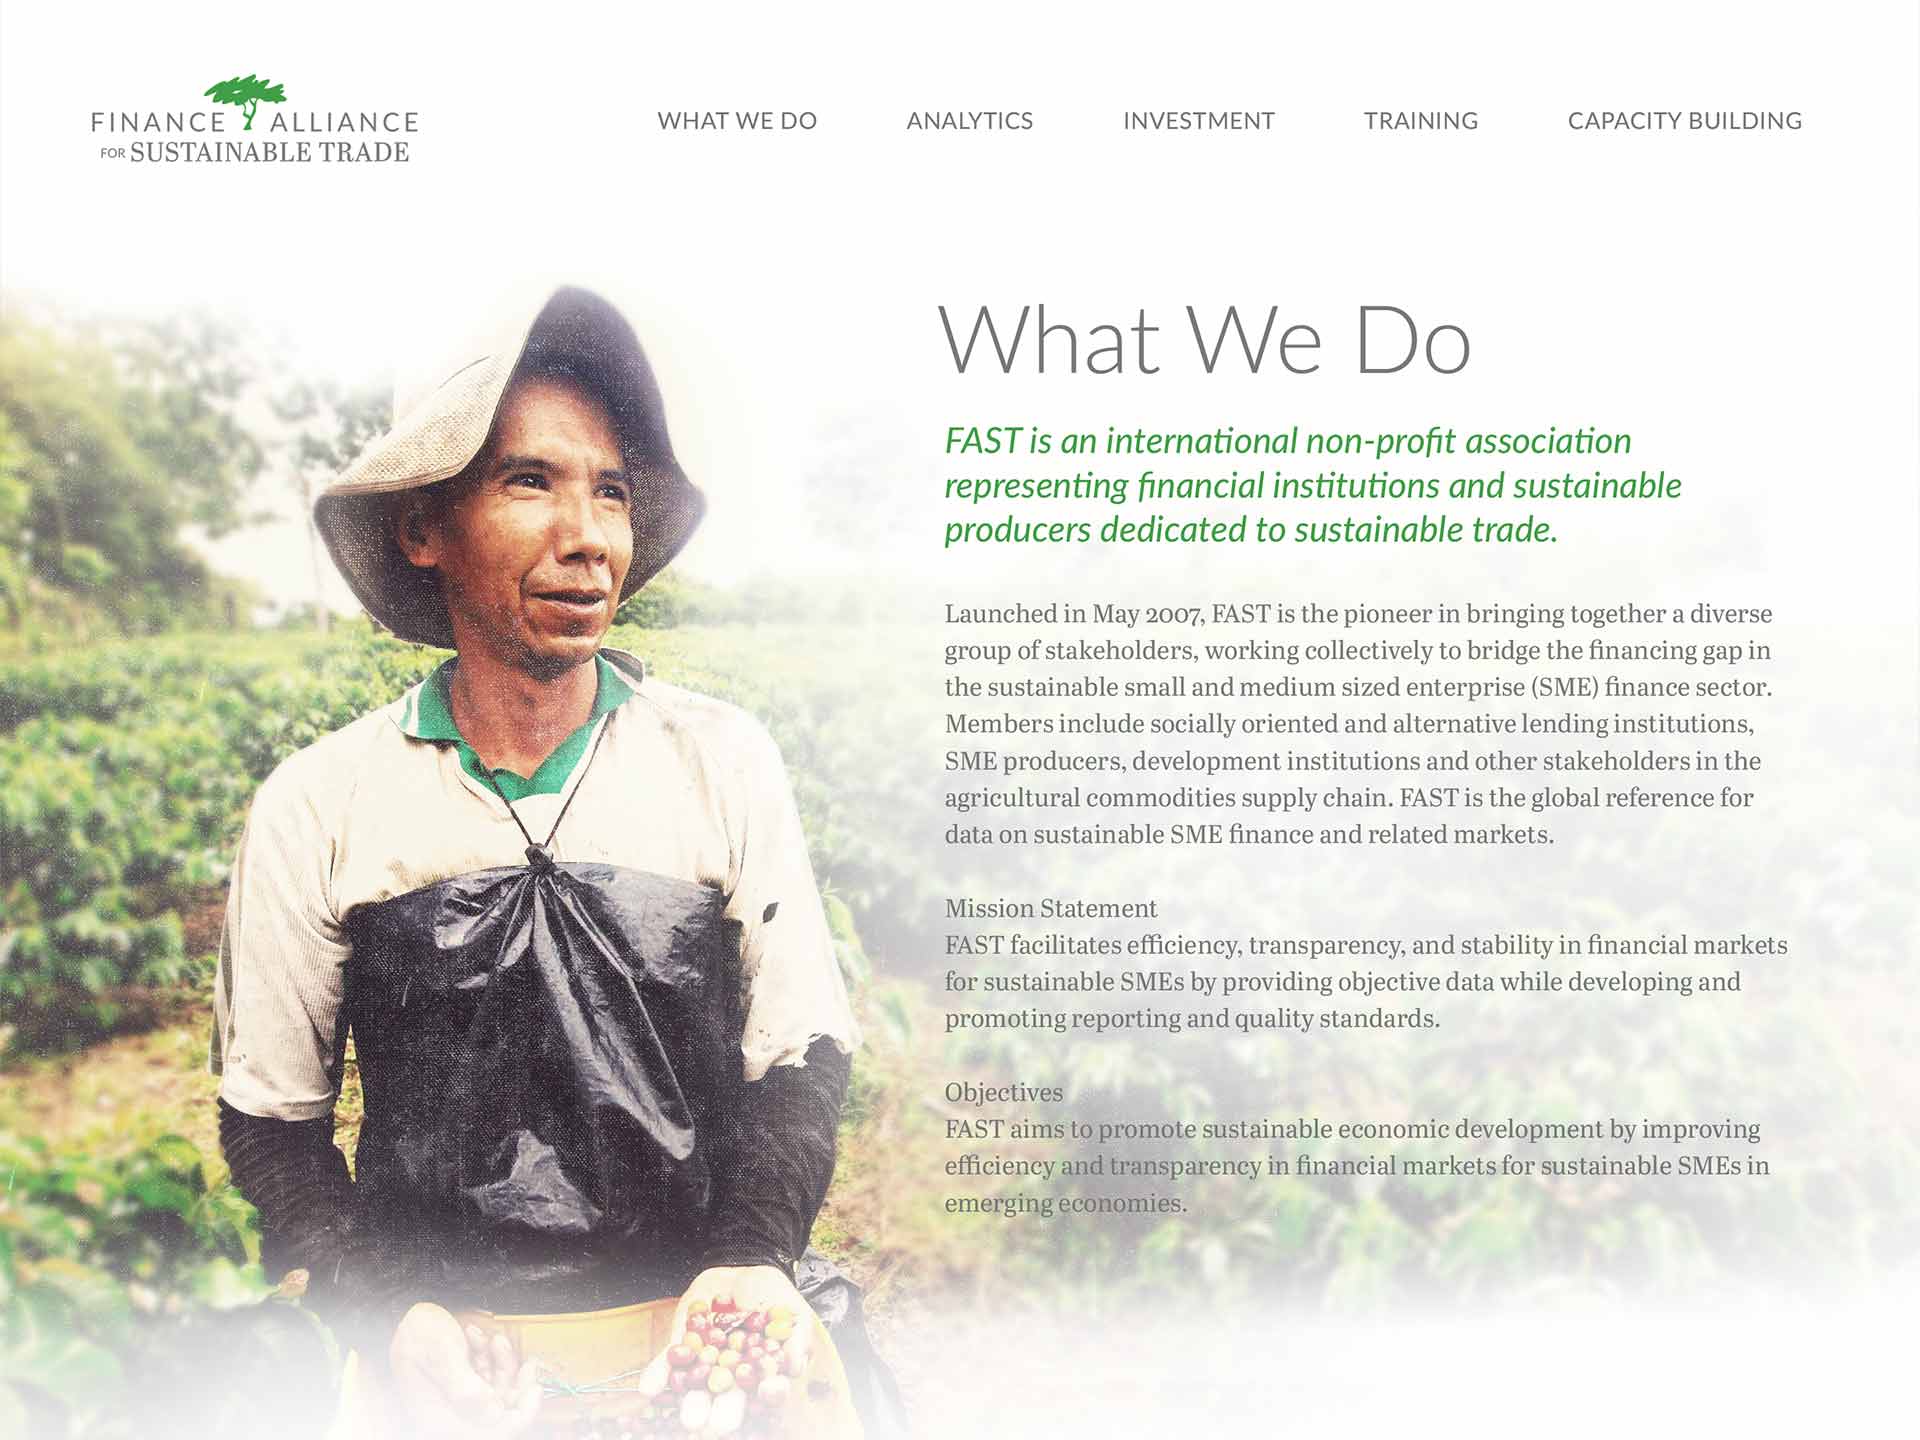 FINANCE ALLIANCE
FOR SUSTAINABLE TRADE
WHAT WE DO
ANALYTICS
INVESTMENT
TRAINING
CAPACITY BUILDING
What We Do
FAST is an international non-profit association
representing financial institutions and sustainable
producers dedicated to sustainable trade.
Launched in May 2007, FAST is the pioneer in bringing together a diverse
group of stakeholders, working collectively to bridge the financing gap in
the sustainable small and medium sized enterprise (SME) finance sector.
Members include socially oriented and alternative lending institutions,
SME producers, development institutions and other stakeholders in the
agricultural commodities supply chain. FAST is the global reference for
data on sustainable SME finance and related markets.
Mission Statement
FAST facilitates efficiency, transparency, and stability in financial markets
for sustainable SMEs by providing objective data while developing and
promoting reporting and quality standards.
Objectives
FAST aims to promote sustainable economic development by improving
efficiency and transparency in financial markets for sustainable SMEs in
emerging economies.